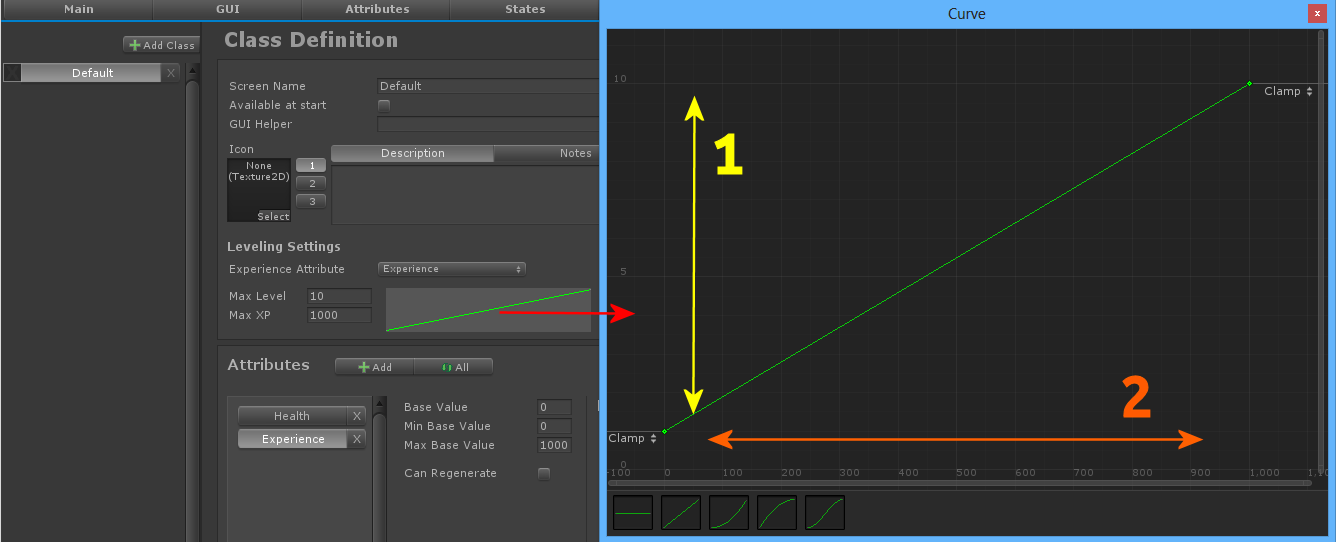 Main GUI Attributes States
Add Class
X Default X
Class Definition
Screen Name Default
Available at start
GUI Helper
Icon
None
(Texture2D)
Select
1
2
3
Description Notes
Leveling Settings
Experience Attribute Experience
Max Level 10
Max XP 1000
Attributes Add All
Health X
Experience X
Base Value 0
Min Base Value 0
Max Base Value 1000
Can Regenerate
Curve x
10
Clamp
1
5
2
Clamp
0
-100 0 100 200 300 400 500 600 700 800 900 1,000 1,10